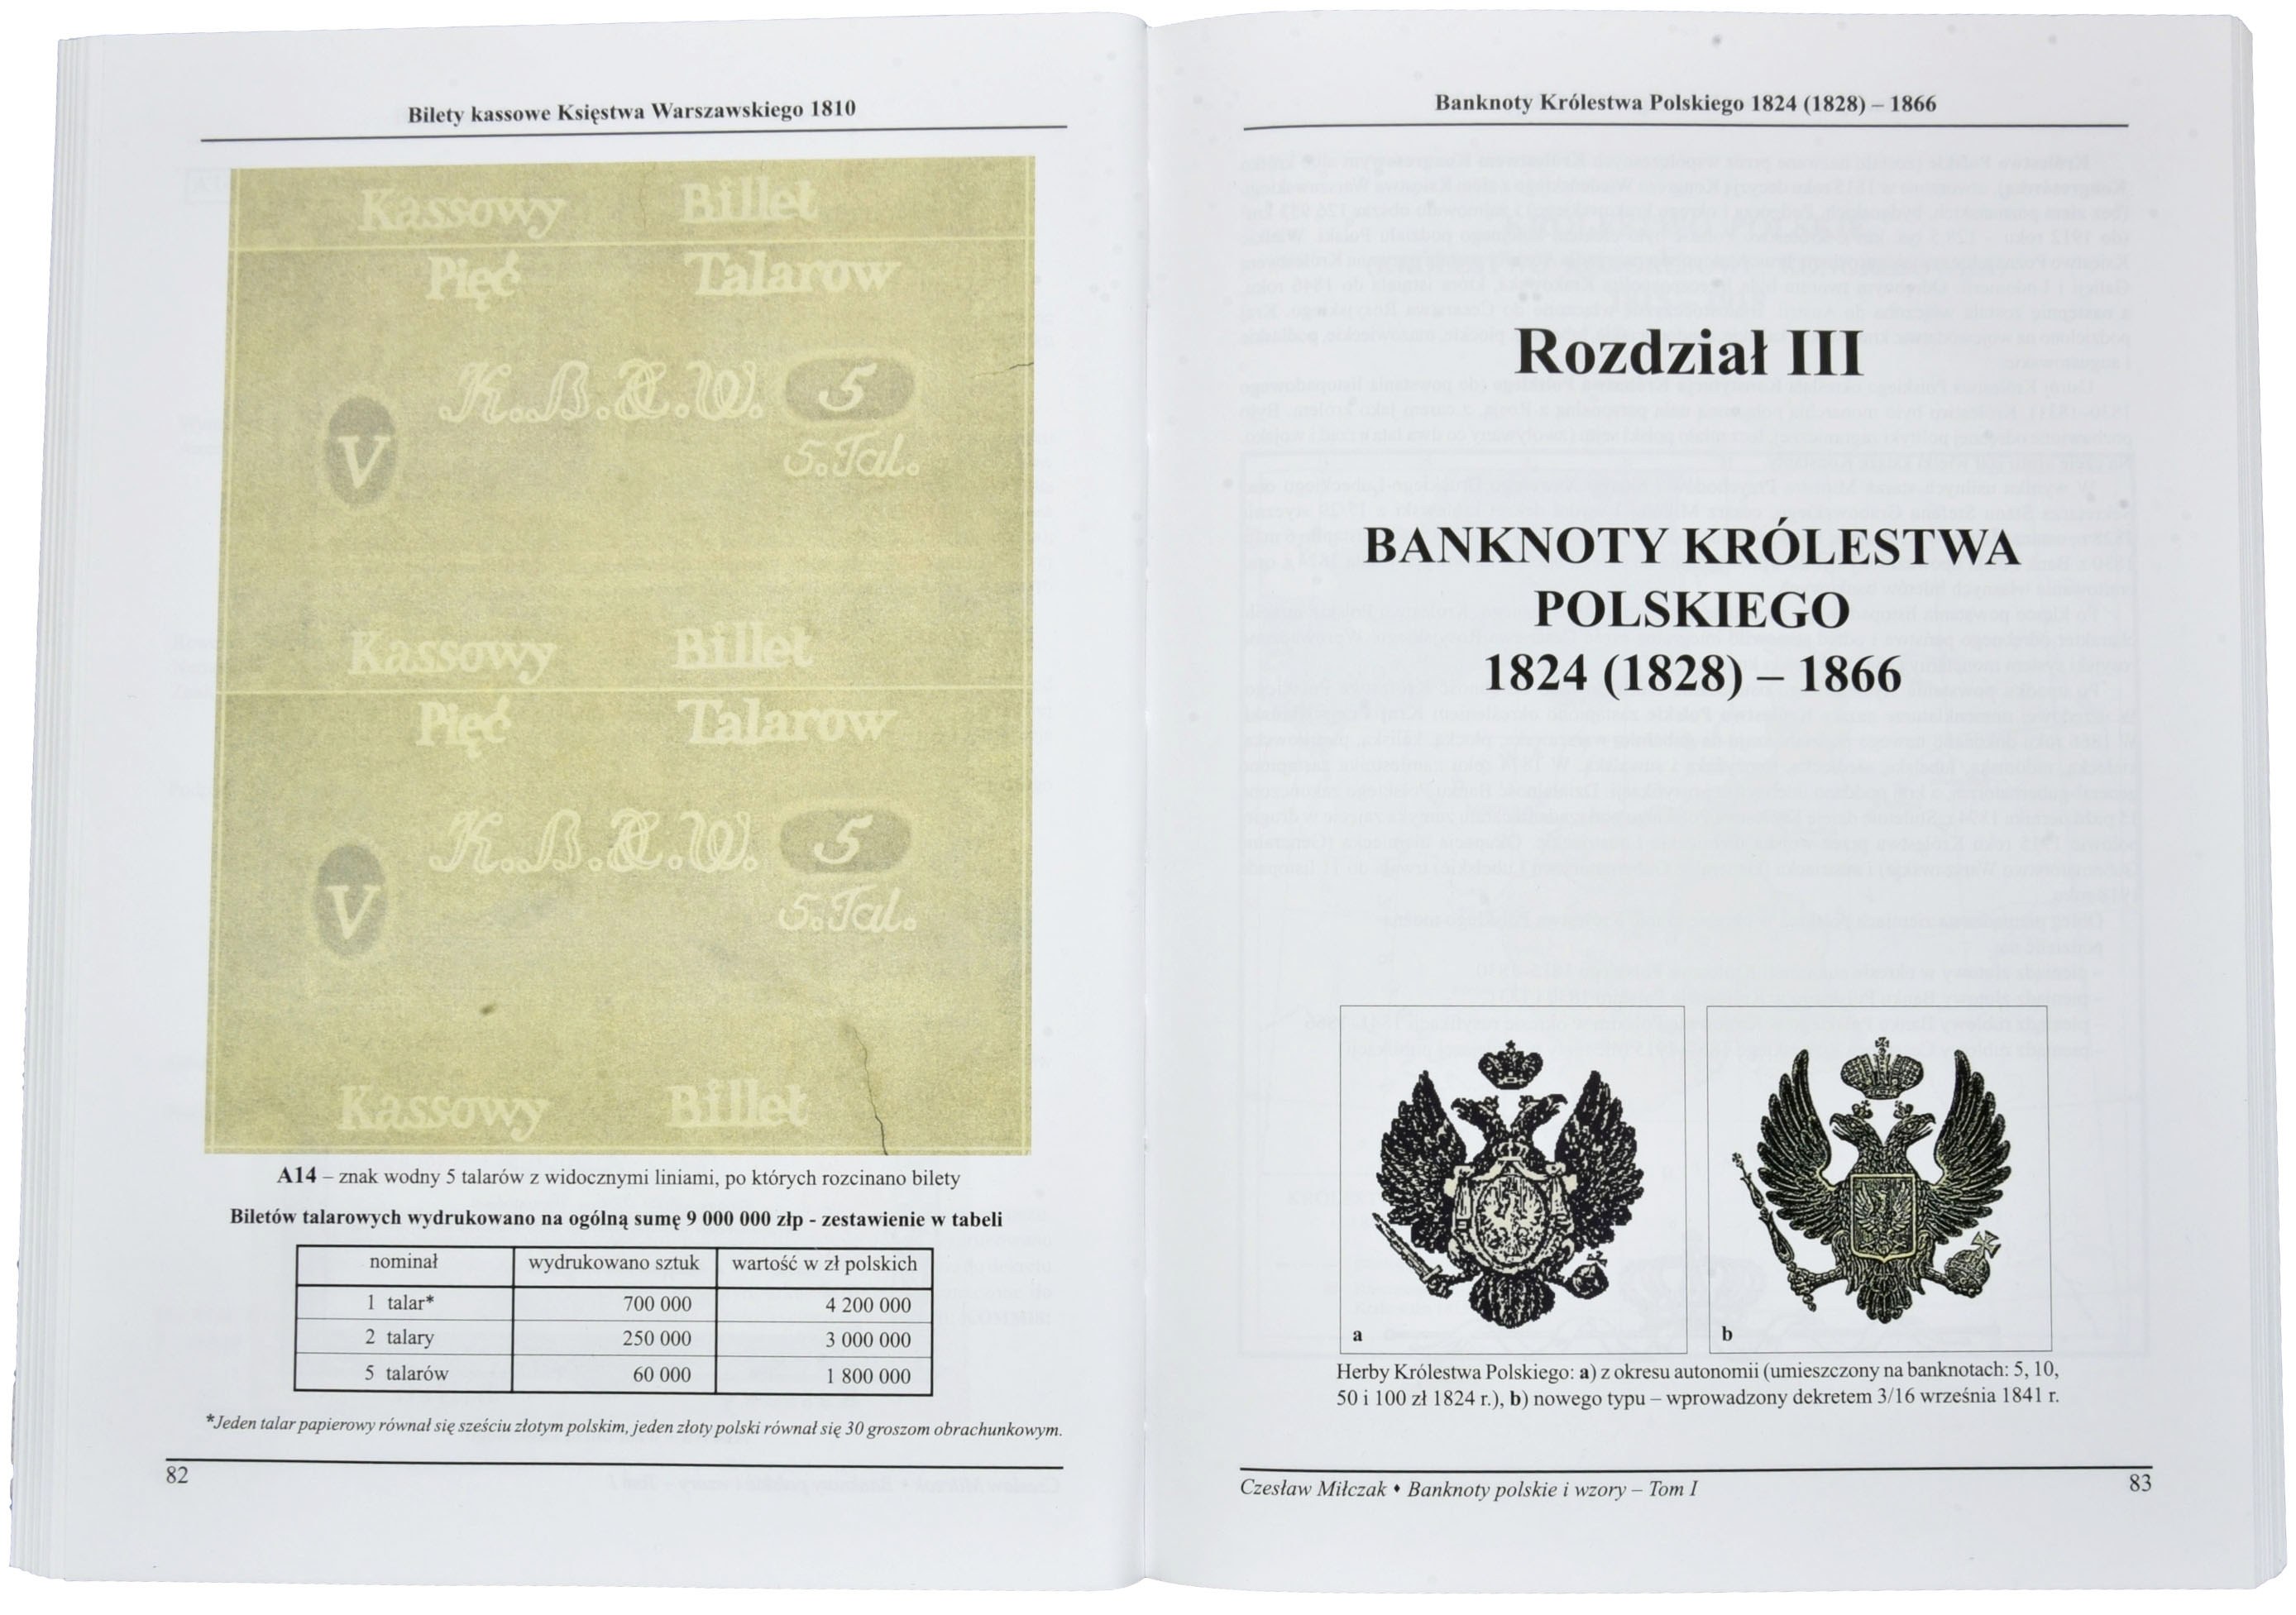 Bilety kassowe Księstwa Warszawskiego 1810
Kassowy Billet
Pięć Talarow
K.B.X.W. 5
V
5.Tal.
Kassowy Billet
Pięć Talarow
K.B.X.W. 5
V
5.Tal.
Kassowy Billet
A14 – znak wodny 5 talarów z widocznymi liniami, po których rozcinano bilety
Biletów talarowych wydrukowano na ogólną sumę 9 000 000 złp - zestawienie w tabeli
nominał wydrukowano sztuk wartość w zł polskich
1 talar* 700 000 4 200 000
2 talary 250 000 3 000 000
5 talarów 60 000 1 800 000
*Jeden talar papierowy równał się sześciu złotym polskim, jeden złoty polski równał się 30 groszom obrachunkowym.
82
Banknoty Królestwa Polskiego 1824 (1828) – 1866
Rozdział III
BANKNOTY KRÓLESTWA
POLSKIEGO
1824 (1828) – 1866
a
b
Herby Królestwa Polskiego: a) z okresu autonomii (umieszczony na banknotach: 5, 10,
50 i 100 zł 1824 r.), b) nowego typu – wprowadzony dekretem 3/16 września 1841 r.
Czesław Miłczak ♦ Banknoty polskie i wzory – Tom I
83